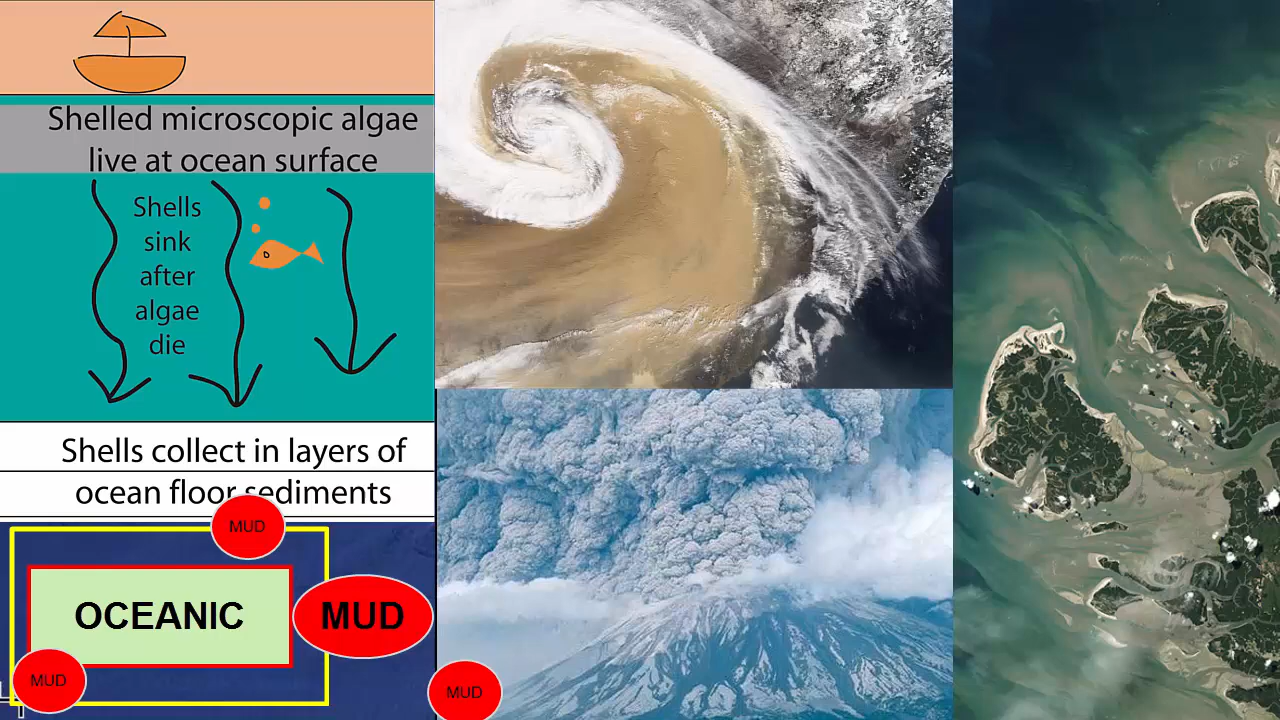 Shelled microscopic algae
live at ocean surface
Shells
sink
after
algae
die
Shells collect in layers of
ocean floor sediments
MUD
OCEANIC
MUD
MUD
MUD